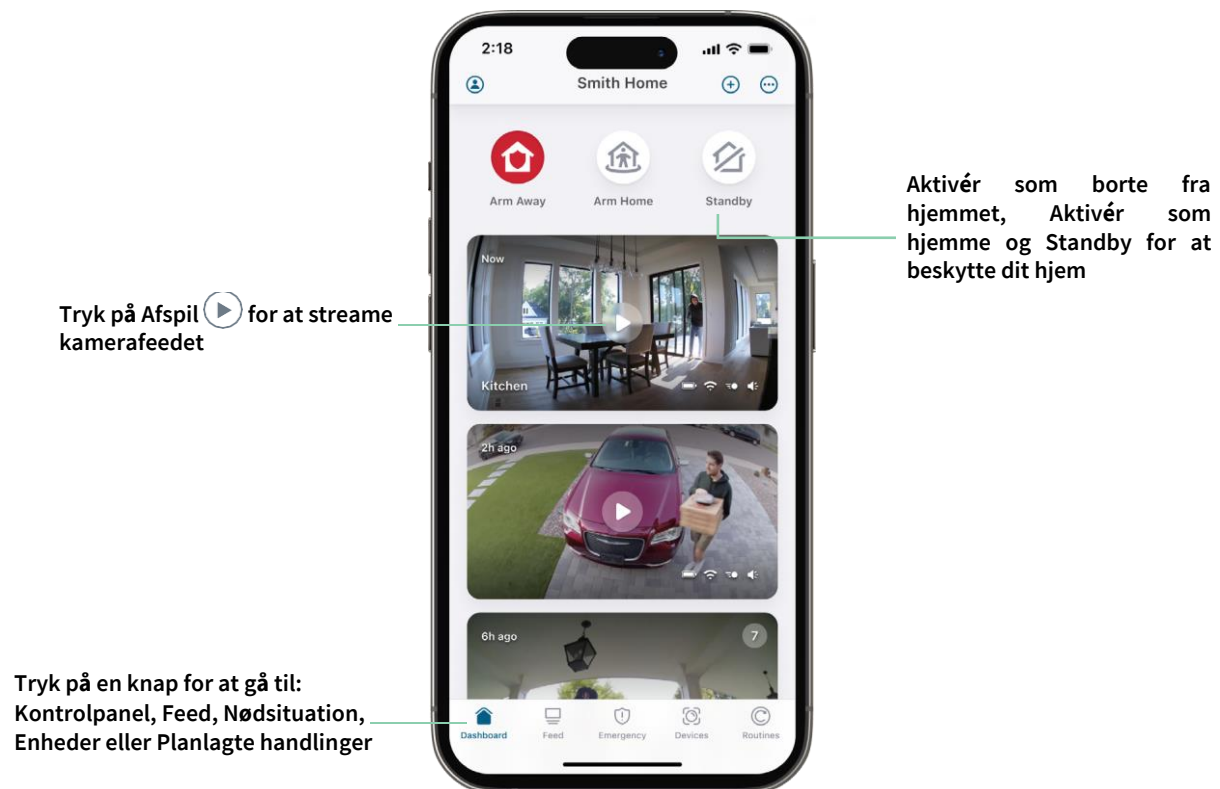 2:18
Smith Home
Arm Away
Arm Home
Standby
Aktivér som borte fra
hjemmet, Aktivér som
hjemme og Standby for at
beskytte dit hjem
Now
Tryk på Afspil for at streame
kamerafeedet
Kitchen
2h ago
6h ago
7
Tryk på en knap for at gå til:
Kontrolpanel, Feed, Nødsituation,
Enheder eller Planlagte handlinger
Dashboard
Feed
Emergency
Devices
Routines